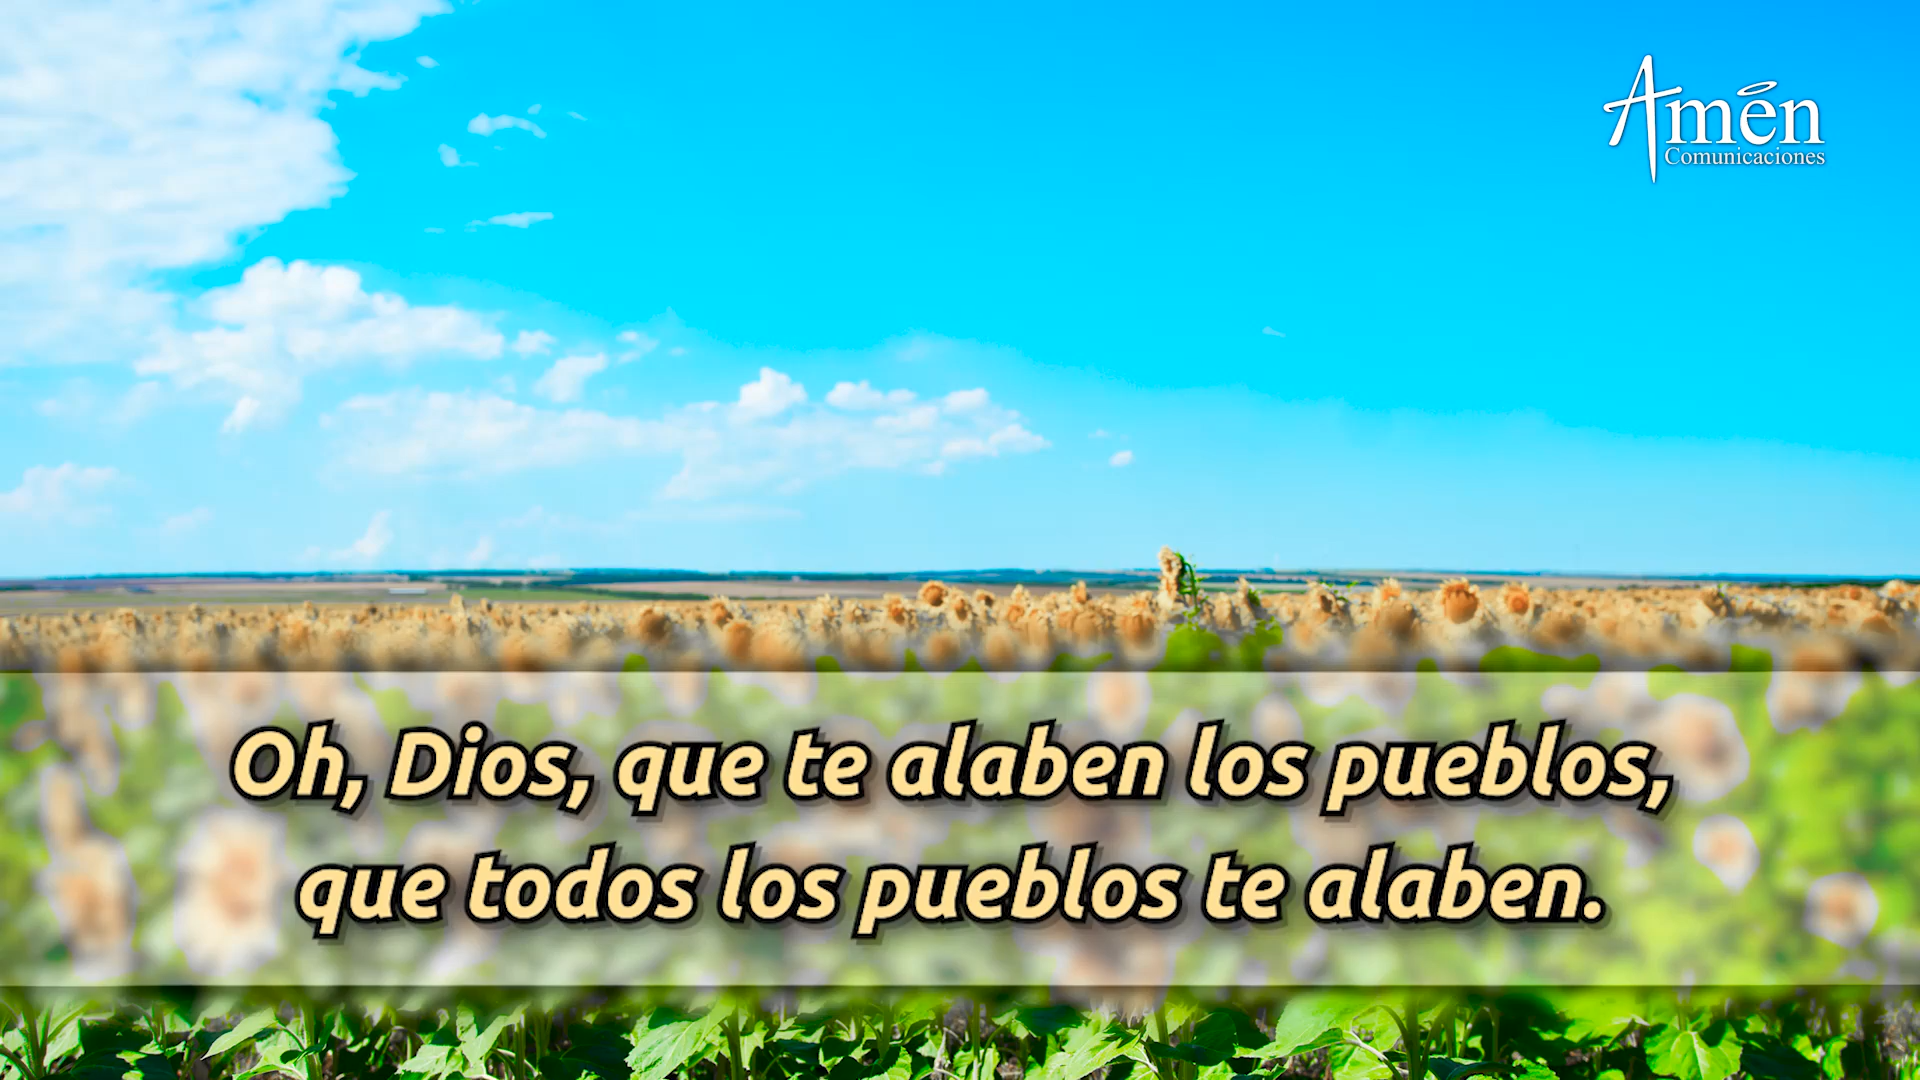 Amén
Comunicaciones
Oh, Dios, que te alaben los pueblos,
que todos los pueblos te alaben.